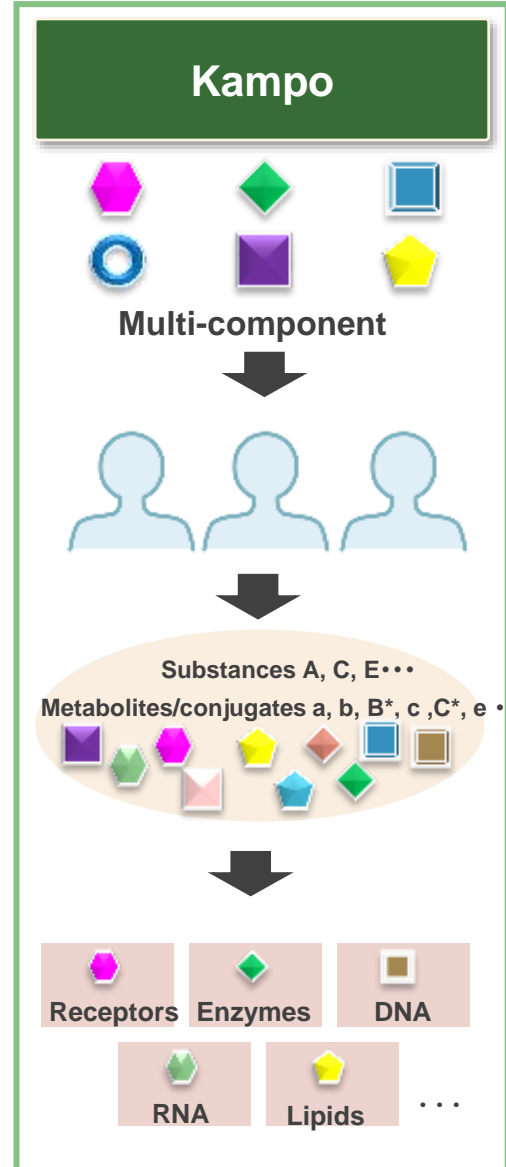 Kampo
Multi-component
Substances A, C, E･･･
Metabolites/conjugates a, b, B*, c ,C*, e ･
Receptors
Enzymes
DNA
RNA
Lipids
･･･